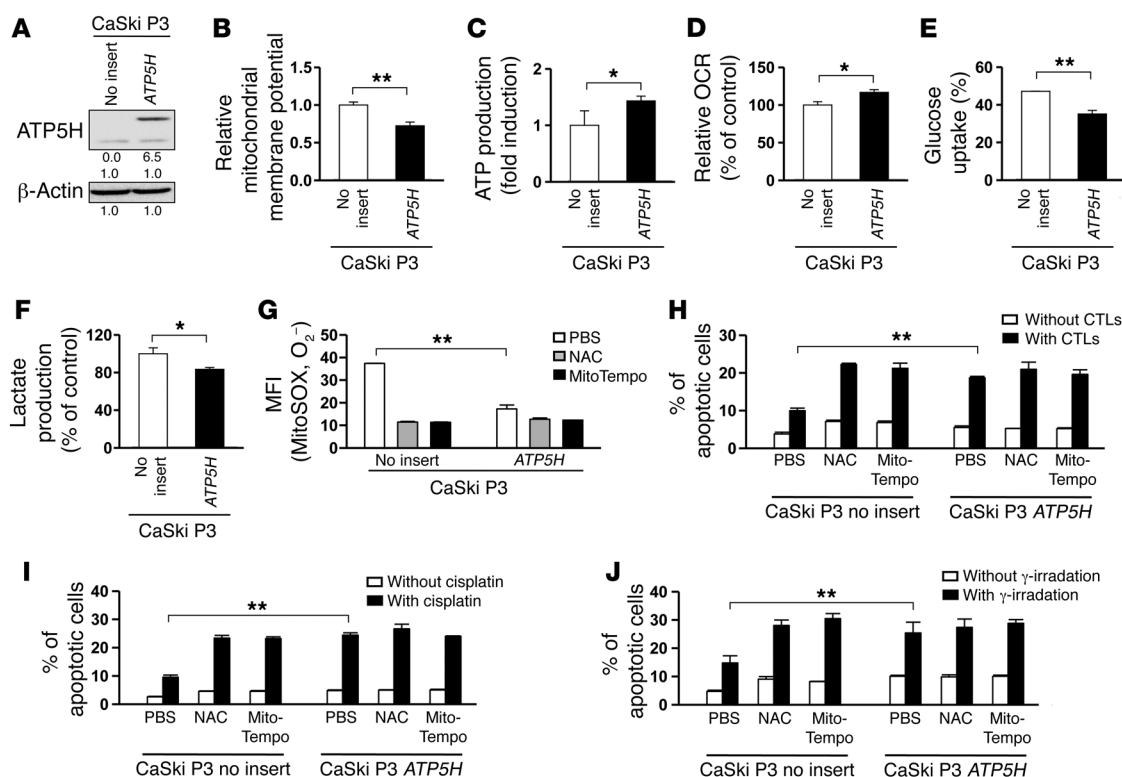 A
CaSki P3
No insert
ATP5H
ATP5H
0.0 6.5
1.0 1.0
β-Actin
1.0 1.0
B
Relative
mitochondrial
membrane potential
1.5
1.0
0.5
0.0
**
No
insert
ATP5H
CaSki P3
C
ATP production
(fold induction)
2
1
0
*
No
insert
ATP5H
CaSki P3
D
Relative OCR
(% of control)
150
100
50
0
*
No
insert
ATP5H
CaSki P3
E
Glucose
uptake (%)
60
40
20
0
**
No
insert
ATP5H
CaSki P3
F
Lactate
production
(% of control)
120
80
40
0
*
No
insert
ATP5H
CaSki P3
G
MFI
(MitoSOX, O₂⁻)
50
40
30
20
10
0
**
PBS
NAC
MitoTempo
No insert ATP5H
CaSki P3
H
% of
apoptotic cells
30
20
10
0
**
Without CTLs
With CTLs
PBS NAC Mito-
Tempo
PBS NAC Mito-
Tempo
CaSki P3 no insert CaSki P3 ATP5H
I
% of
apoptotic cells
40
30
20
10
0
**
Without cisplatin
With cisplatin
PBS NAC Mito-
Tempo
PBS NAC Mito-
Tempo
CaSki P3 no insert CaSki P3 ATP5H
J
% of
apoptotic cells
40
30
20
10
0
**
Without γ-irradiation
With γ-irradiation
PBS NAC Mito-
Tempo
PBS NAC Mito-
Tempo
CaSki P3 no insert CaSki P3 ATP5H